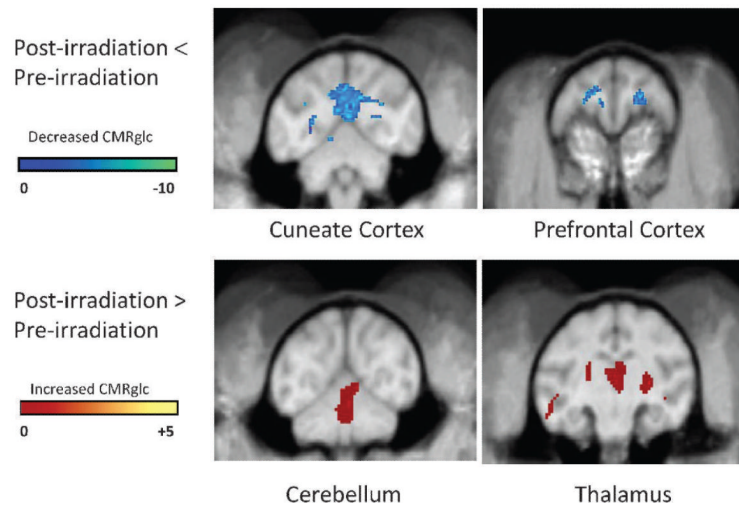 Post-irradiation <
Pre-irradiation
Decreased CMRglc
0 -10
Cuneate Cortex
Prefrontal Cortex
Post-irradiation >
Pre-irradiation
Increased CMRglc
0 +5
Cerebellum
Thalamus